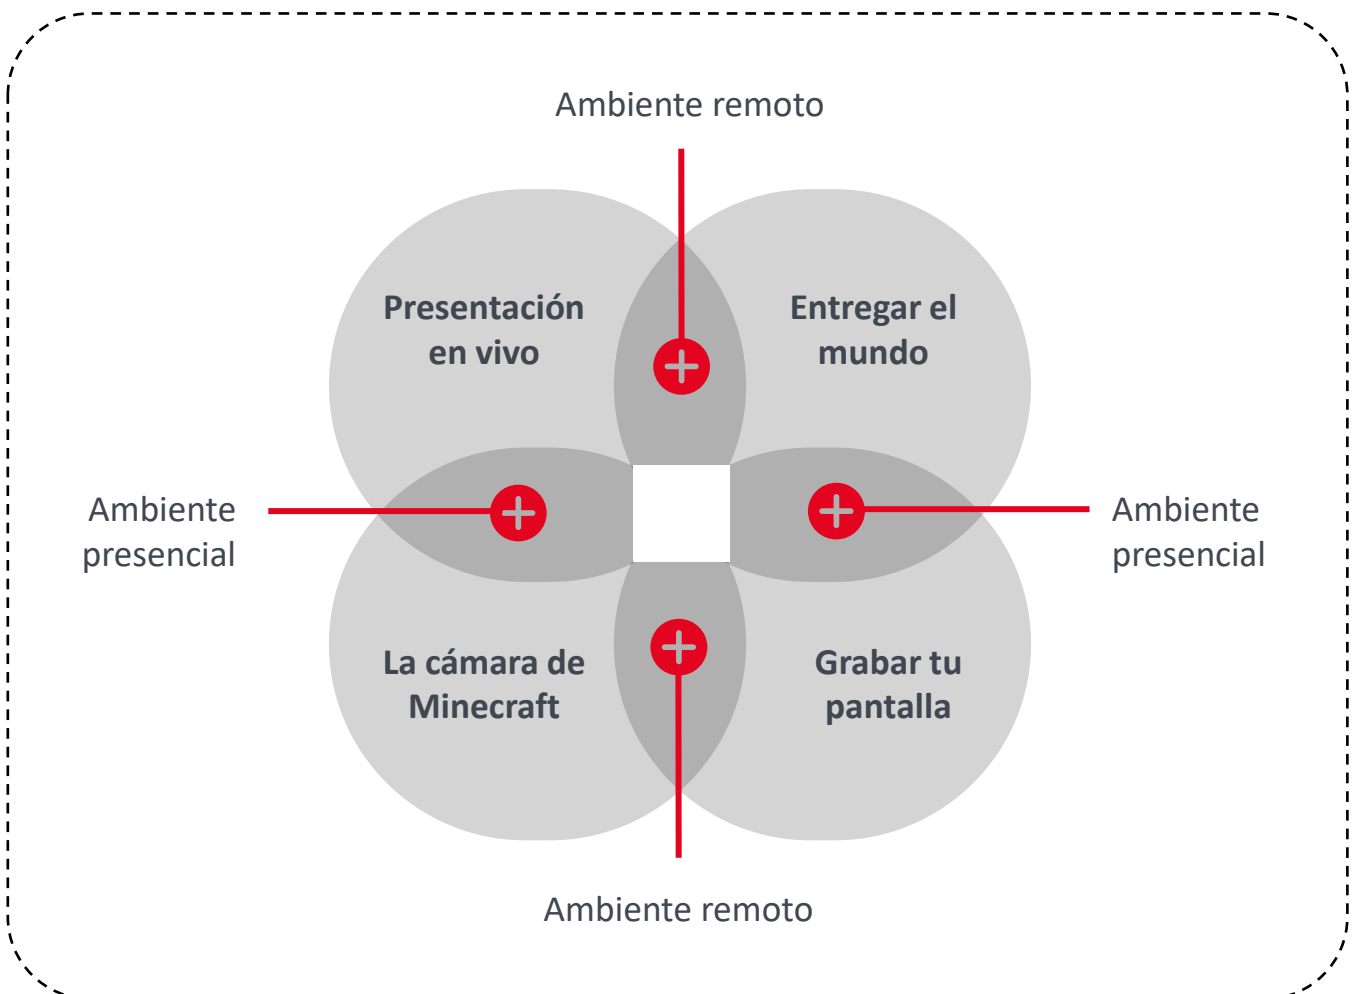 Ambiente remoto
Presentación
en vivo
Entregar el
mundo
Ambiente
presencial
Ambiente
presencial
La cámara de
Minecraft
Grabar tu
pantalla
Ambiente remoto